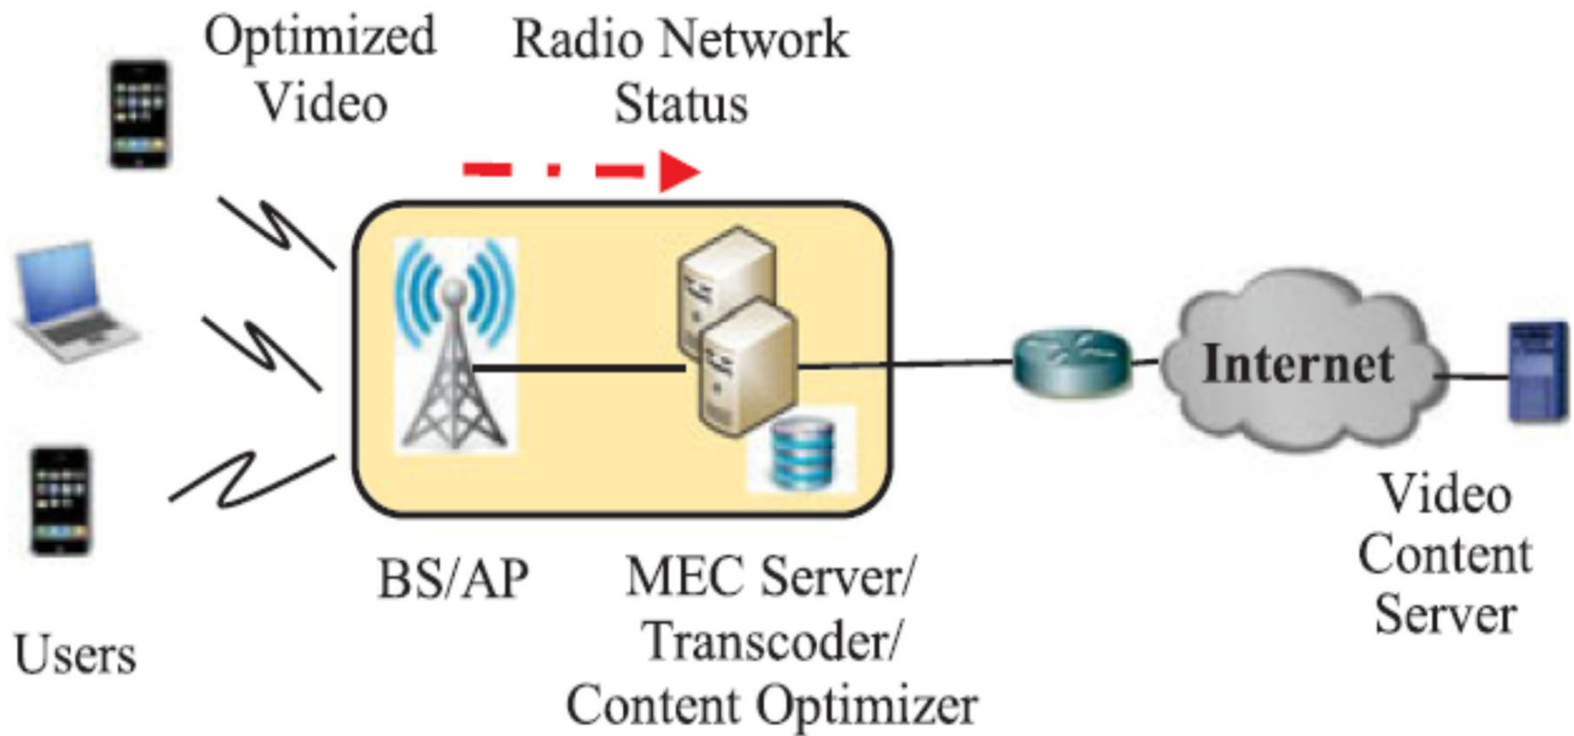 Optimized
Video
Radio Network
Status
Internet
Video
Content
Server
BS/AP
MEC Server/
Transcoder/
Content Optimizer
Users